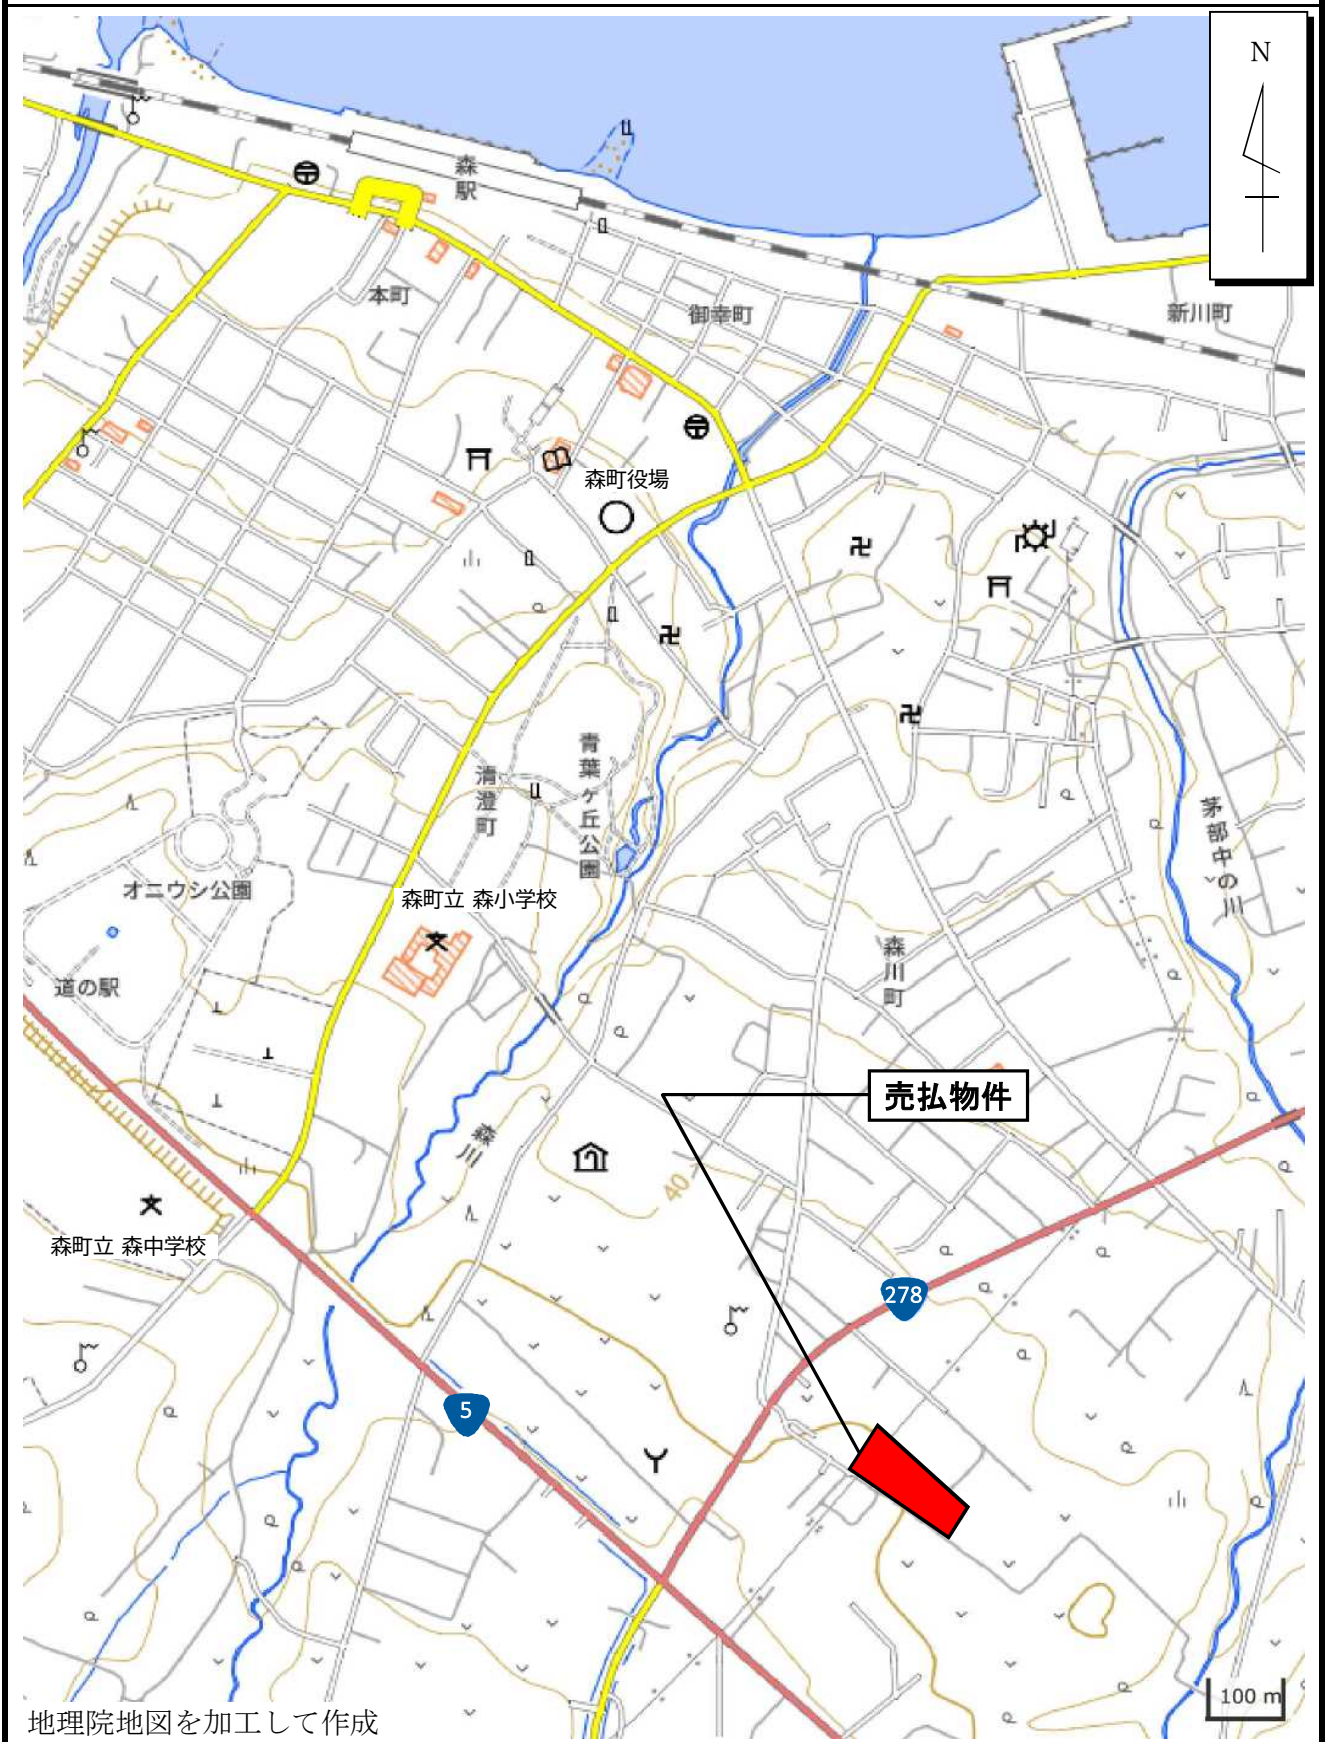 N
森駅
本町
御幸町
新川町
森町役場
青葉ヶ丘公園
清澄町
茅部中の川
オニウシ公園
森町立 森小学校
森川町
道の駅
売払物件
森川
40
森町立 森中学校
278
5
100 m
地理院地図を加工して作成